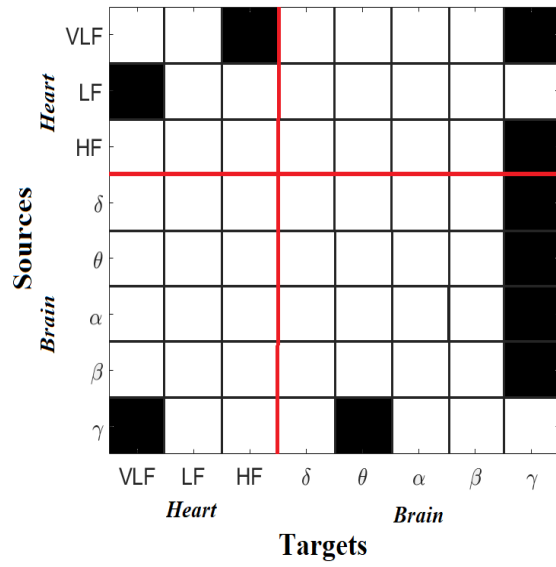 VLF
LF
HF
δ
θ
α
β
γ
Heart
Brain
Sources
VLF LF HF δ θ α β γ
Heart Brain
Targets